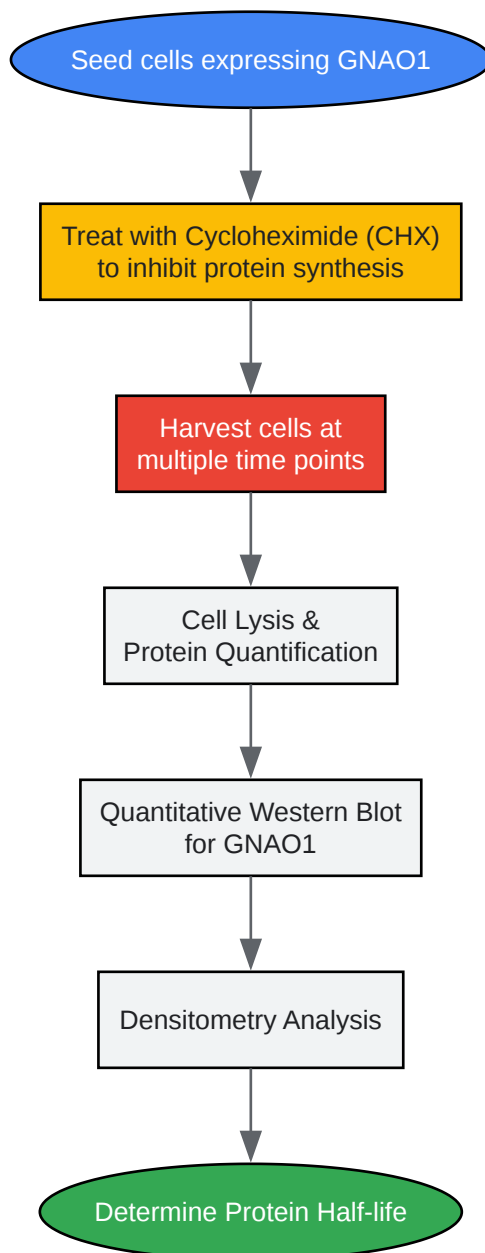 Seed cells expressing GNAO1
Treat with Cycloheximide (CHX)
to inhibit protein synthesis
Harvest cells at
multiple time points
Cell Lysis &
Protein Quantification
Quantitative Western Blot
for GNAO1
Densitometry Analysis
Determine Protein Half-life